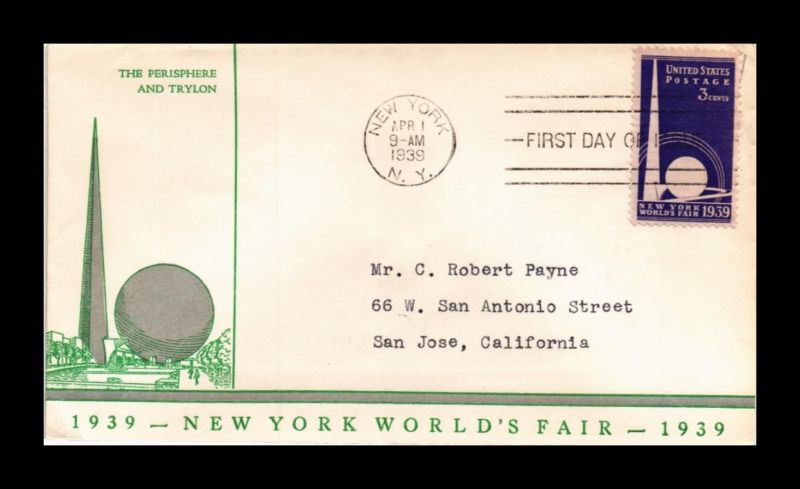 THE PERISPHERE
AND TRYLON
NEW YORK
APR 1
9-AM
1939
N. Y.
FIRST DAY OF
UNITED STATES
POSTAGE
3 CENTS
NEW YORK
WORLD'S FAIR 1939
Mr. C. Robert Payne
66 W. San Antonio Street
San Jose, California
1939 — NEW YORK WORLD'S FAIR — 1939